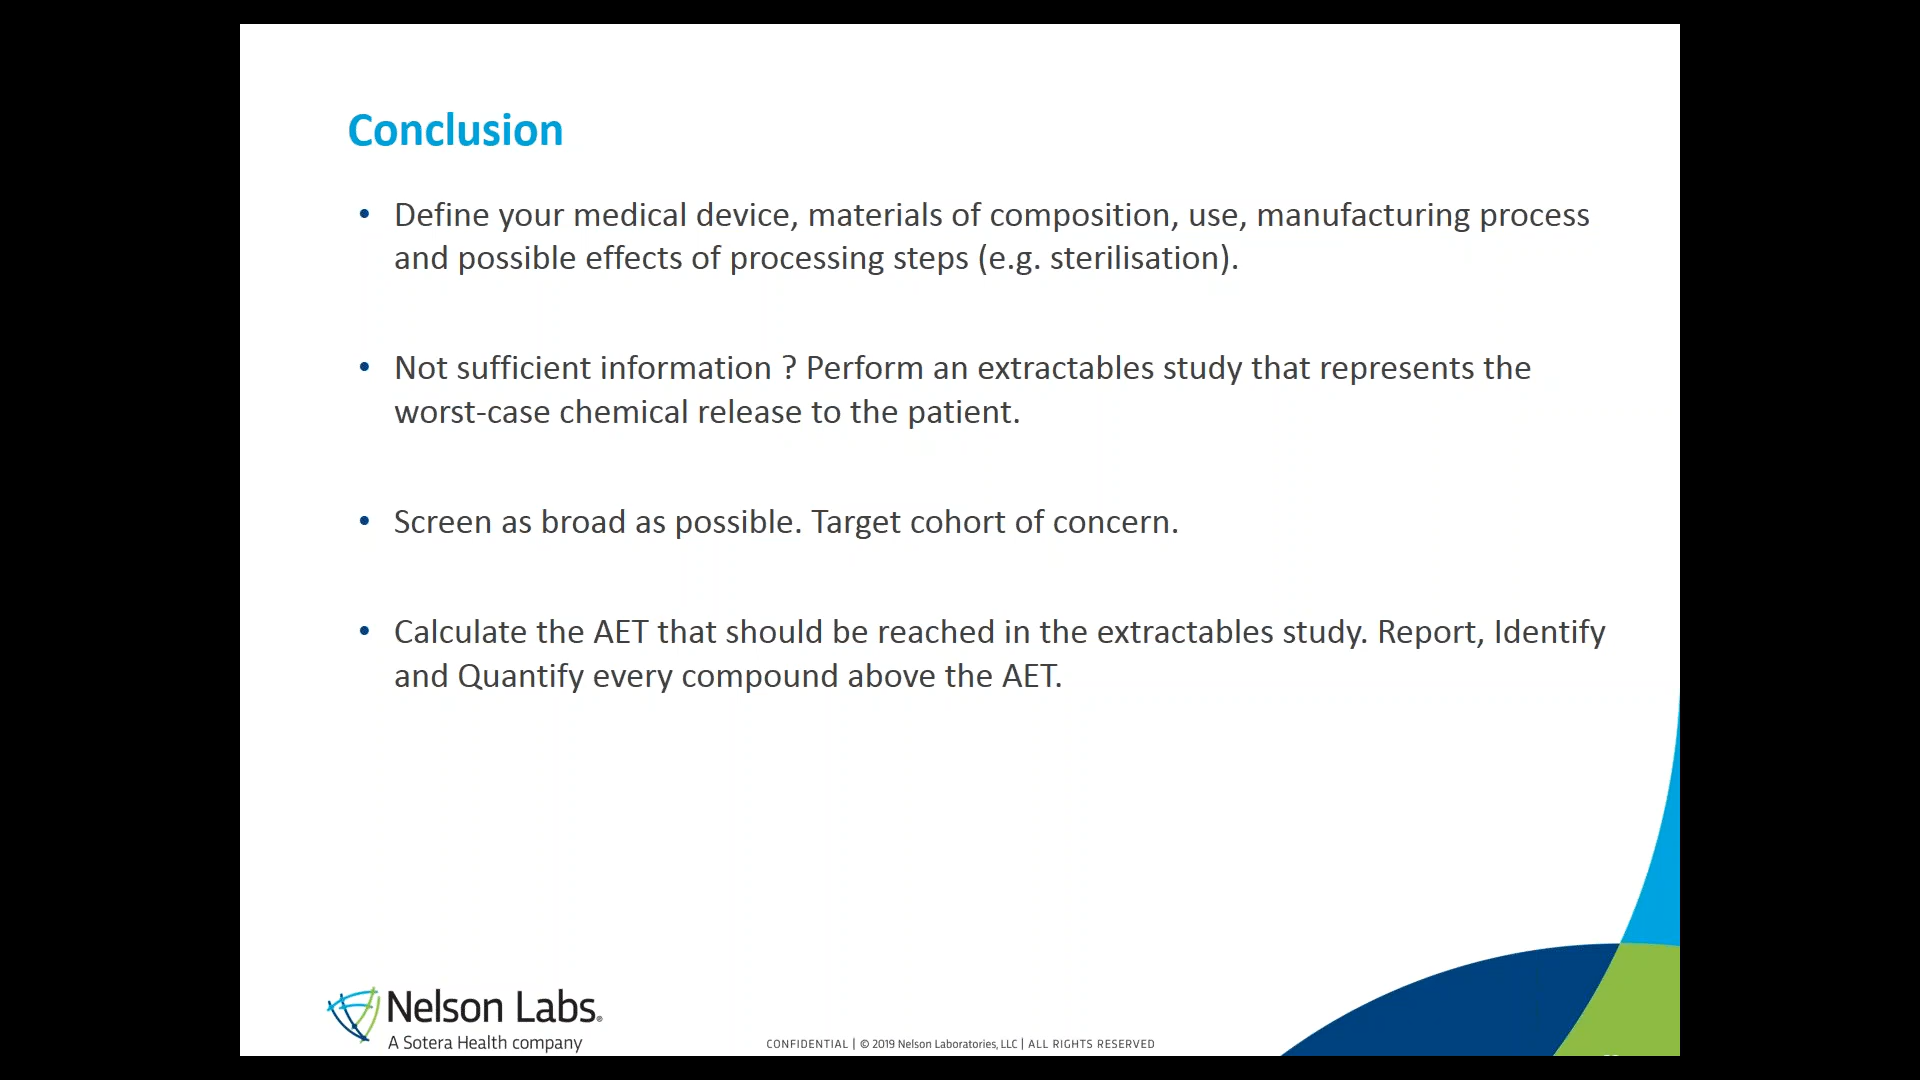 Conclusion
• Define your medical device, materials of composition, use, manufacturing process
and possible effects of processing steps (e.g. sterilisation).
• Not sufficient information ? Perform an extractables study that represents the
worst-case chemical release to the patient.
• Screen as broad as possible. Target cohort of concern.
• Calculate the AET that should be reached in the extractables study. Report, Identify
and Quantify every compound above the AET.
Nelson Labs®
A Sotera Health company
CONFIDENTIAL | © 2019 Nelson Laboratories, LLC | ALL RIGHTS RESERVED